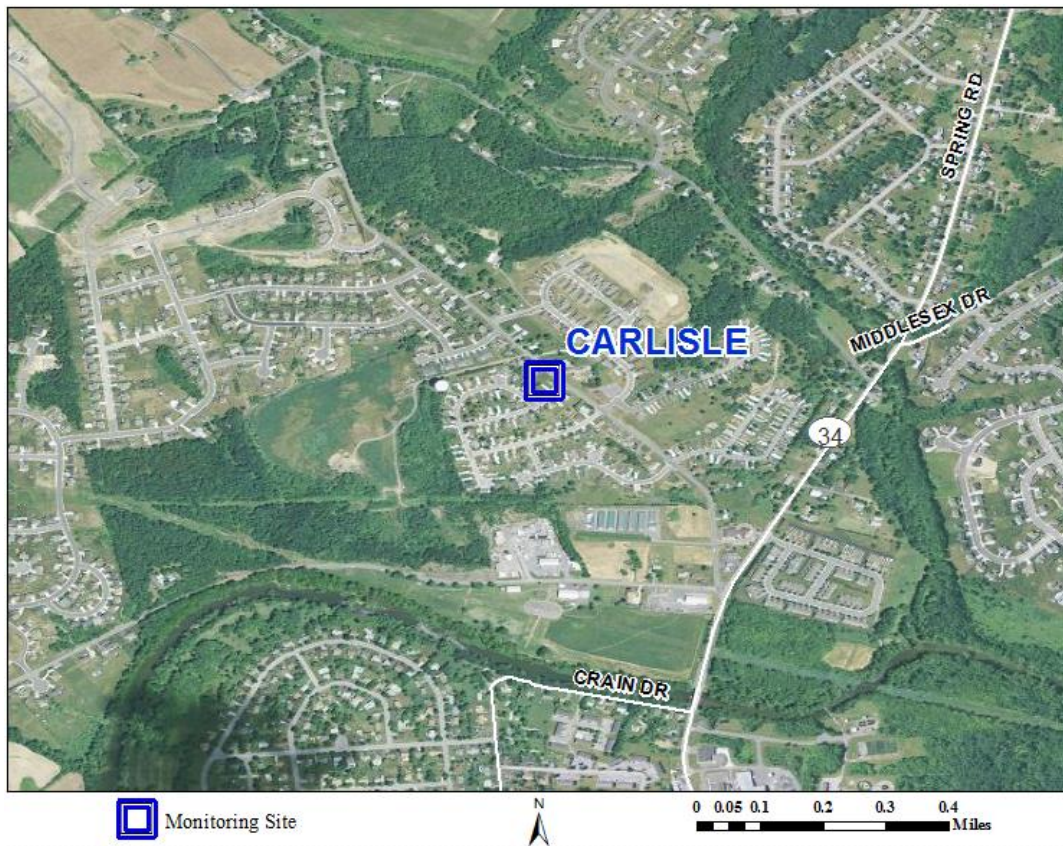 SPRING RD
MIDDLESEX DR
CARLISLE
34
CRAIN DR
Monitoring Site
N
0 0.05 0.1 0.2 0.3 0.4
Miles